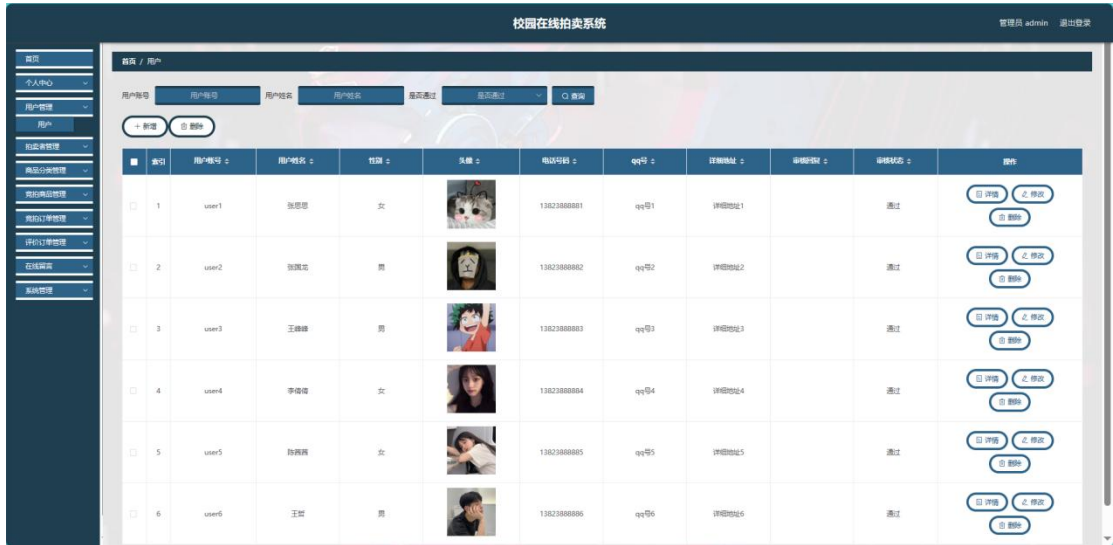 校园在线拍卖系统
管理员 admin 退出登录
首页
个人中心
用户管理
用户
拍卖者管理
商品分类管理
竞拍商品管理
竞拍订单管理
评价订单管理
在线留言
系统管理
首页 / 用户
用户账号 用户账号 用户姓名 用户姓名 是否通过 是否通过 查询
+ 新增 删除
索引 用户账号 用户姓名 性别 头像 电话号码 qq号 详细地址 审核回复 审核状态 操作
1 user1 张思思 女 13823888881 qq号1 详细地址1 通过 详情 修改
删除
2 user2 张国龙 男 13823888882 qq号2 详细地址2 通过 详情 修改
删除
3 user3 王峰峰 男 13823888883 qq号3 详细地址3 通过 详情 修改
删除
4 user4 李倩倩 女 13823888884 qq号4 详细地址4 通过 详情 修改
删除
5 user5 陈茜茜 女 13823888885 qq号5 详细地址5 通过 详情 修改
删除
6 user6 王哲 男 13823888886 qq号6 详细地址6 通过 详情 修改
删除